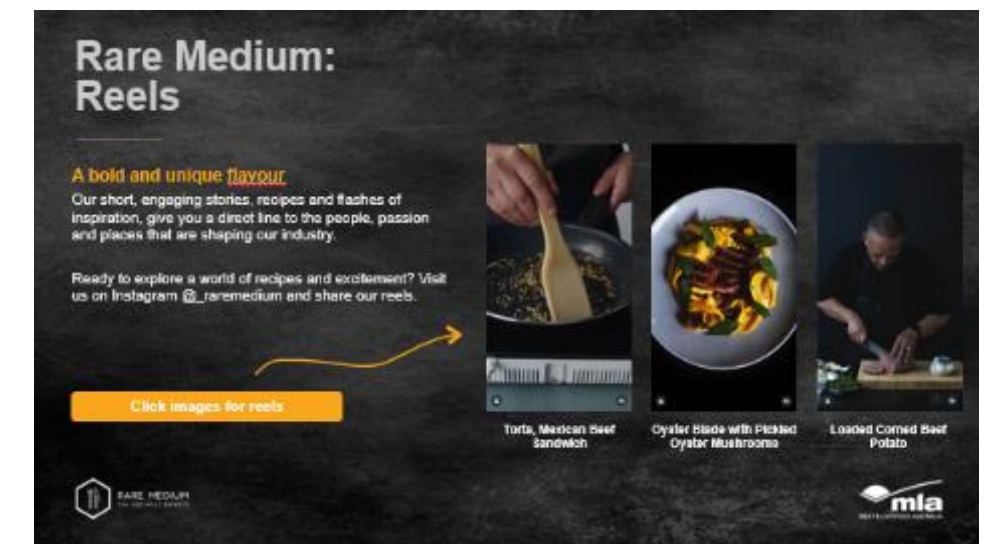 Rare Medium:
Reels
A bold and unique flavour
Our short, engaging stories, recipes and flashes of
inspiration, give you a direct line to the people, passion
and places that are shaping our industry.
Ready to explore a world of recipes and excitement? Visit
us on Instagram @_raremedium and share our reels.
Click images for reels
Torta, Mexican Beef
Sandwich
Oyster Blade with Pickled
Oyster Mushrooms
Loaded Corned Beef
Potato
RARE MEDIUM
mla
MEAT & LIVESTOCK AUSTRALIA